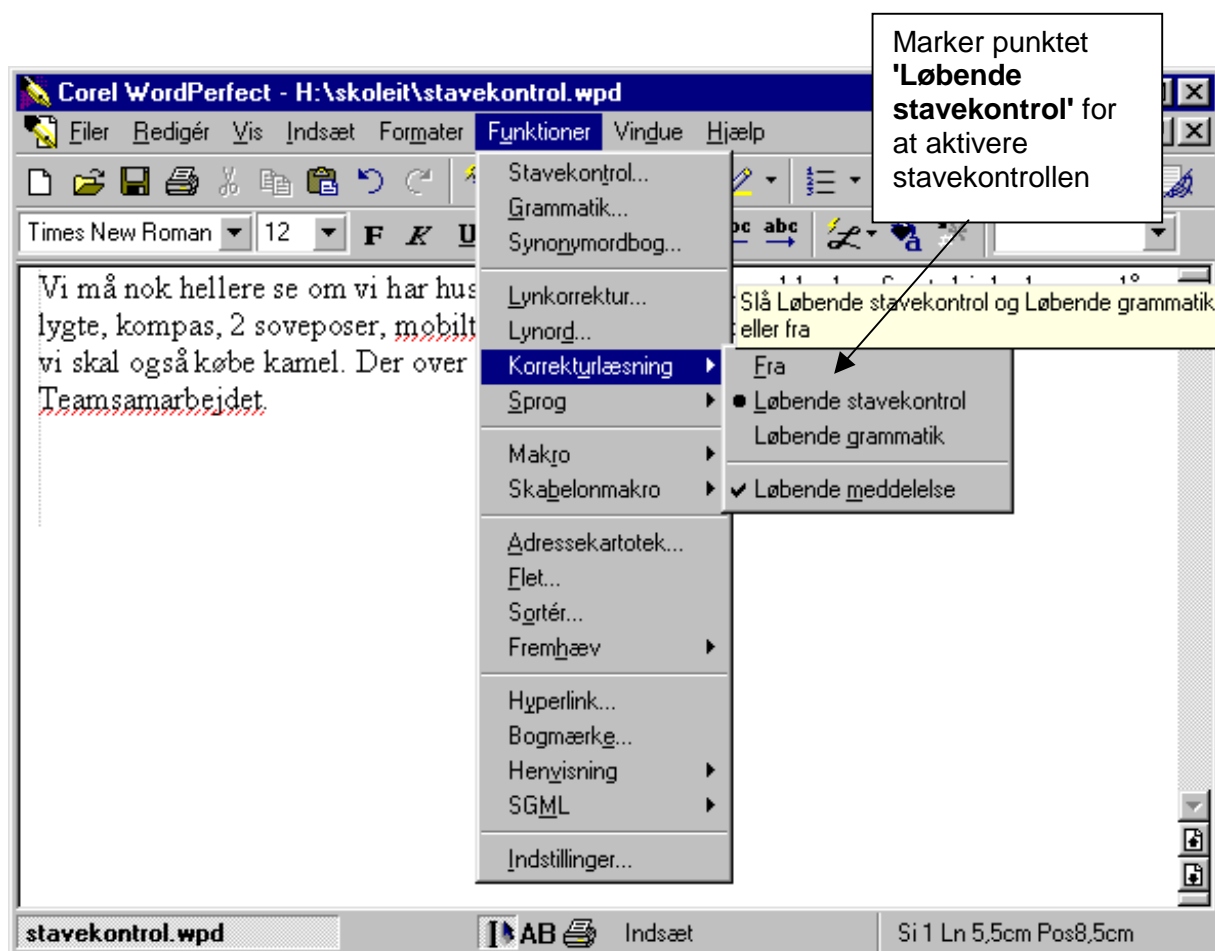 Marker punktet
'Løbende
stavekontrol' for
at aktivere
stavekontrollen
Corel WordPerfect - H:\skoleit\stavekontrol.wpd
Filer Redigér Vis Indsæt Formater Funktioner Vindue Hjælp
Times New Roman 12 F K U abc
Vi må nok hellere se om vi har hus
lygte, kompas, 2 soveposer, mobilt
vi skal også købe kamel. Der over
Teamsamarbejdet.
Stavekontrol...
Grammatik...
Synonymordbog...
Lynkorrektur...
Lynord...
Korrekturlæsning
Sprog
Makro
Skabelonmakro
Adressekartotek...
Flet...
Sortér...
Fremhæv
Hyperlink...
Bogmærke...
Henvisning
SGML
Indstillinger...
Slå Løbende stavekontrol og Løbende grammatik
eller fra
Fra
Løbende stavekontrol
Løbende grammatik
Løbende meddelelse
stavekontrol.wpd AB Indsæt Si 1 Ln 5,5cm Pos8,5cm